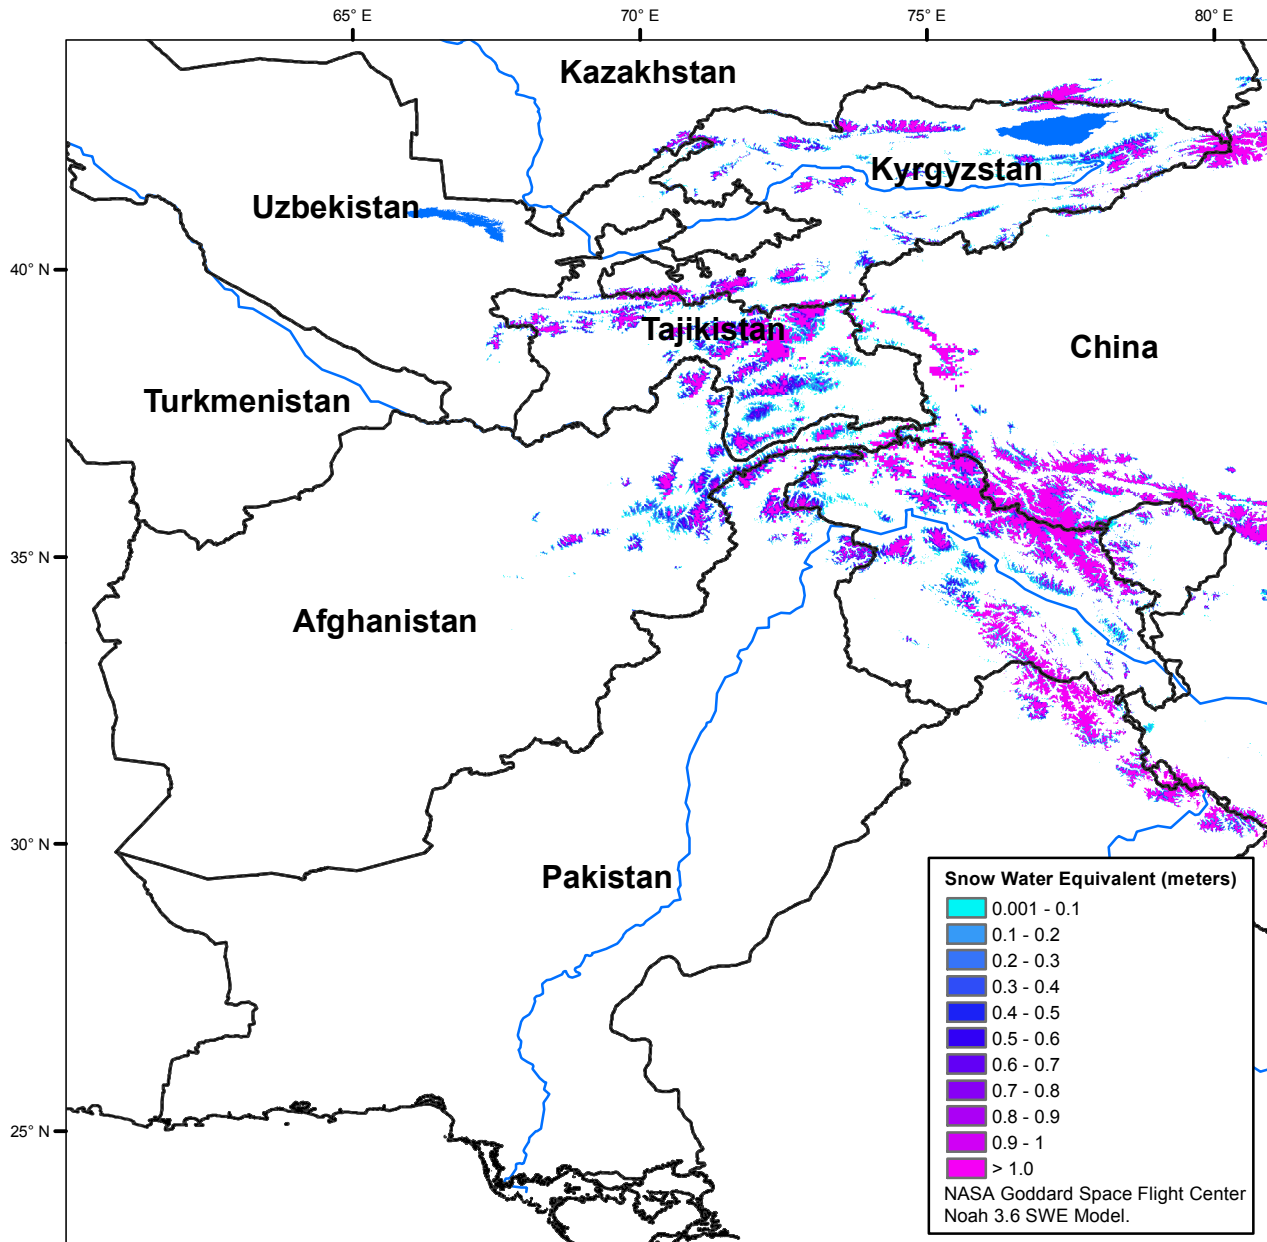 65° E
70° E
75° E
80° E
Kazakhstan
Kyrgyzstan
Uzbekistan
40° N
Tajikistan
China
Turkmenistan
35° N
Afghanistan
30° N
Pakistan
25° N
Snow Water Equivalent (meters)
0.001 - 0.1
0.1 - 0.2
0.2 - 0.3
0.3 - 0.4
0.4 - 0.5
0.5 - 0.6
0.6 - 0.7
0.7 - 0.8
0.8 - 0.9
0.9 - 1
> 1.0
NASA Goddard Space Flight Center
Noah 3.6 SWE Model.